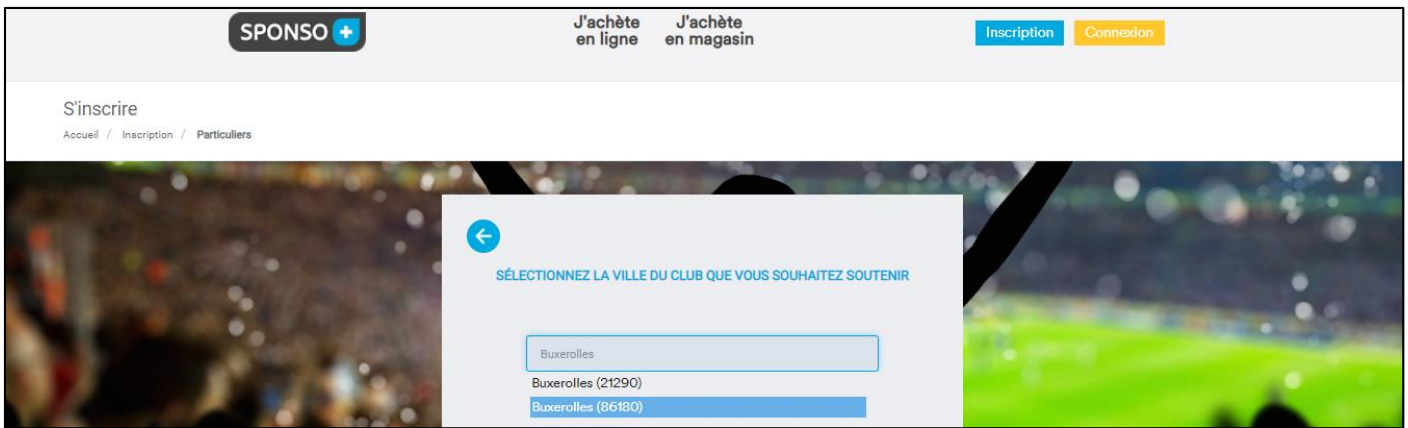 SPONSO +
J'achète
en ligne
J'achète
en magasin
Inscription
Connexion
S'inscrire
Accueil / Inscription / Particuliers
SÉLECTIONNEZ LA VILLE DU CLUB QUE VOUS SOUHAITEZ SOUTENIR
Buxerolles
Buxerolles (21290)
Buxerolles (86180)